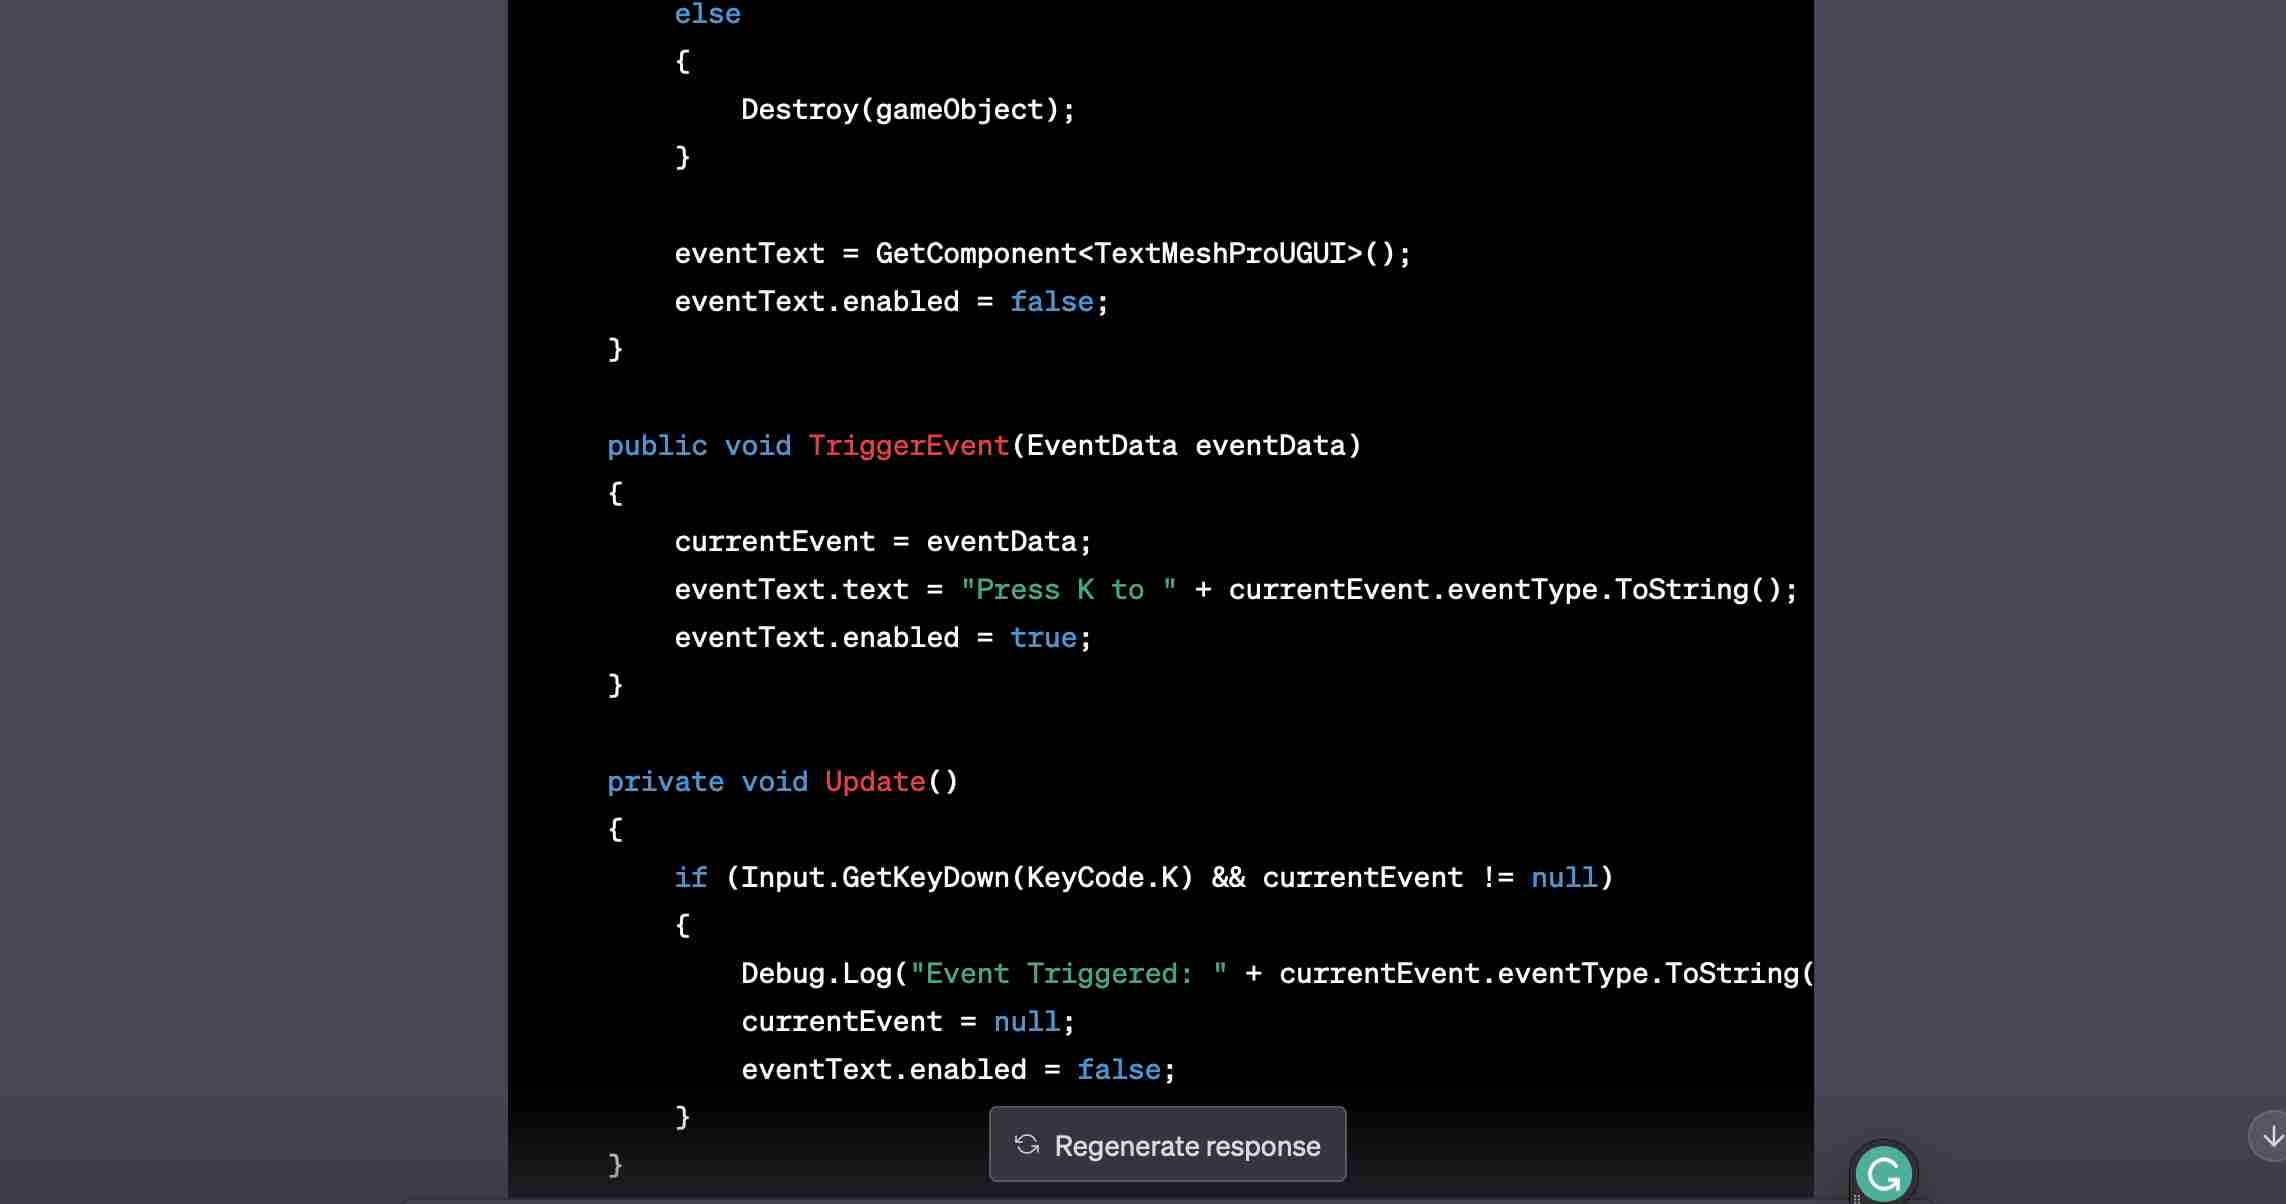 else
{
Destroy(gameObject);
}
eventText = GetComponent<TextMeshProUGUI>();
eventText.enabled = false;
}
public void TriggerEvent(EventData eventData)
{
currentEvent = eventData;
eventText.text = "Press K to " + currentEvent.eventType.ToString();
eventText.enabled = true;
}
private void Update()
{
if (Input.GetKeyDown(KeyCode.K) && currentEvent != null)
{
Debug.Log("Event Triggered: " + currentEvent.eventType.ToString(
currentEvent = null;
eventText.enabled = false;
}
}
Regenerate response